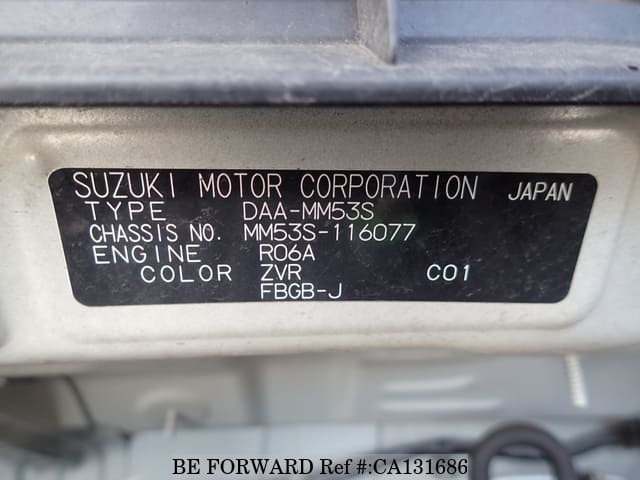 SUZUKI MOTOR CORPORATION JAPAN
TYPE DAA-MM53S
CHASSIS NO. MM53S-116077
ENGINE R06A
COLOR ZVR C01
FBGB-J
BE FORWARD Ref #:CA131686